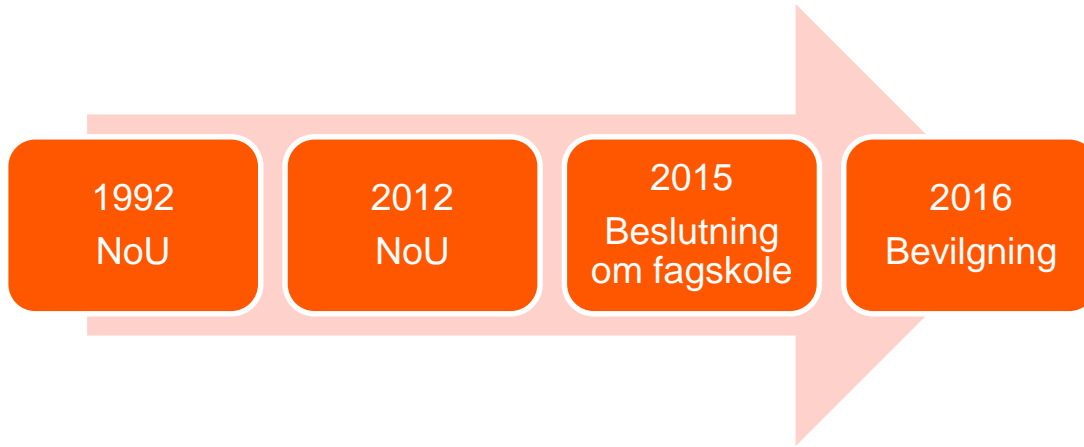 1992
NoU
2012
NoU
2015
Beslutning
om fagskole
2016
Bevilgning